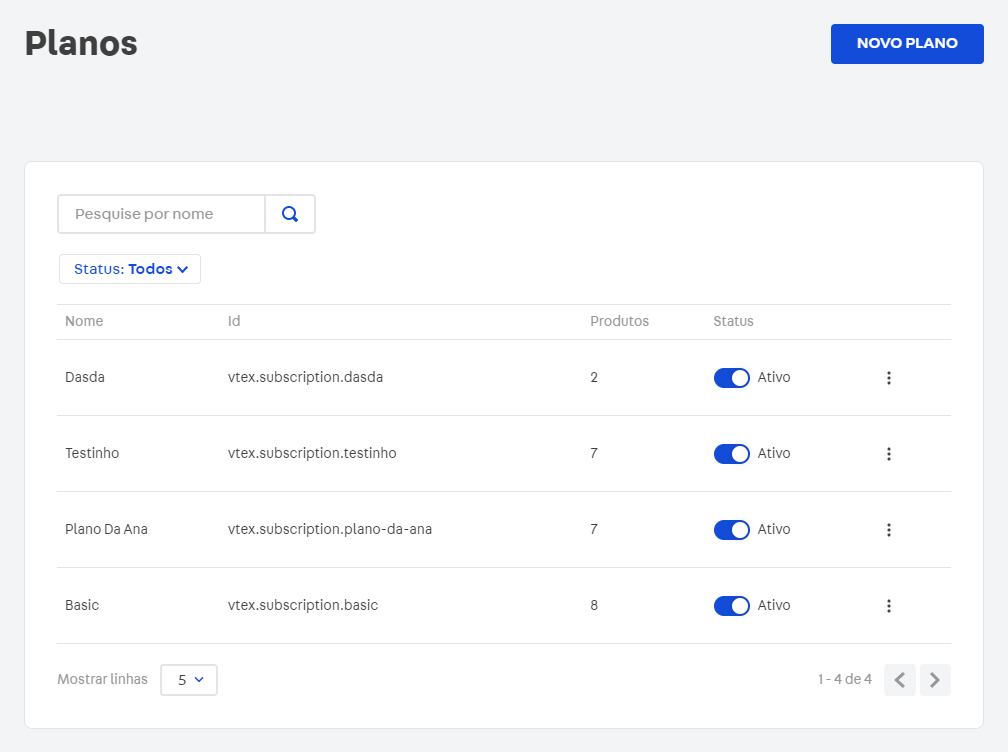 Planos
NOVO PLANO
Pesquise por nome
Status: Todos
Nome Id Produtos Status
Dasda vtex.subscription.dasda 2 Ativo
Testinho vtex.subscription.testinho 7 Ativo
Plano Da Ana vtex.subscription.plano-da-ana 7 Ativo
Basic vtex.subscription.basic 8 Ativo
Mostrar linhas 5 1 - 4 de 4